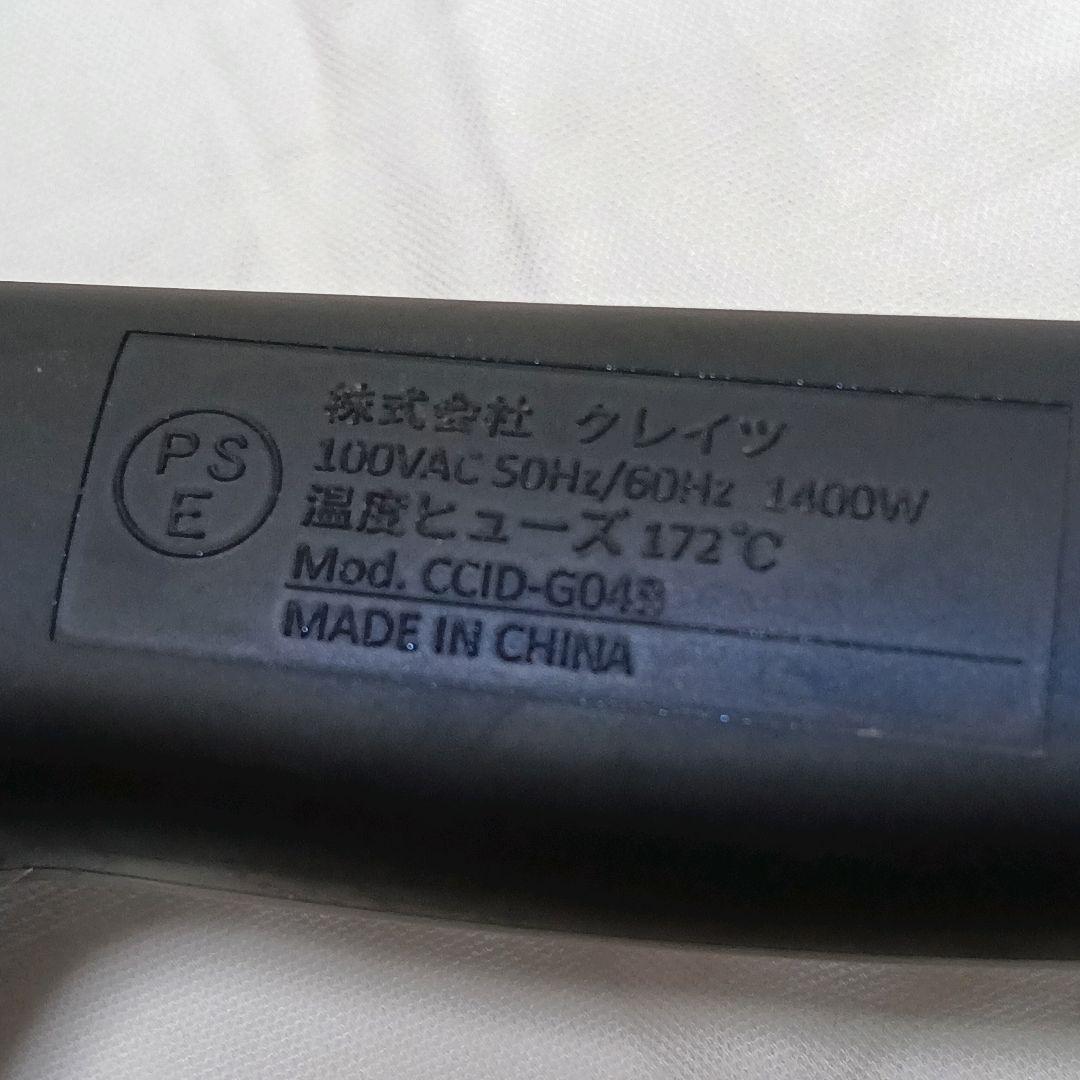 PS
E
株式会社 クレイツ
100VAC 50Hz/60Hz 1400W
温度ヒューズ 172℃
Mod.
MADE IN CHINA